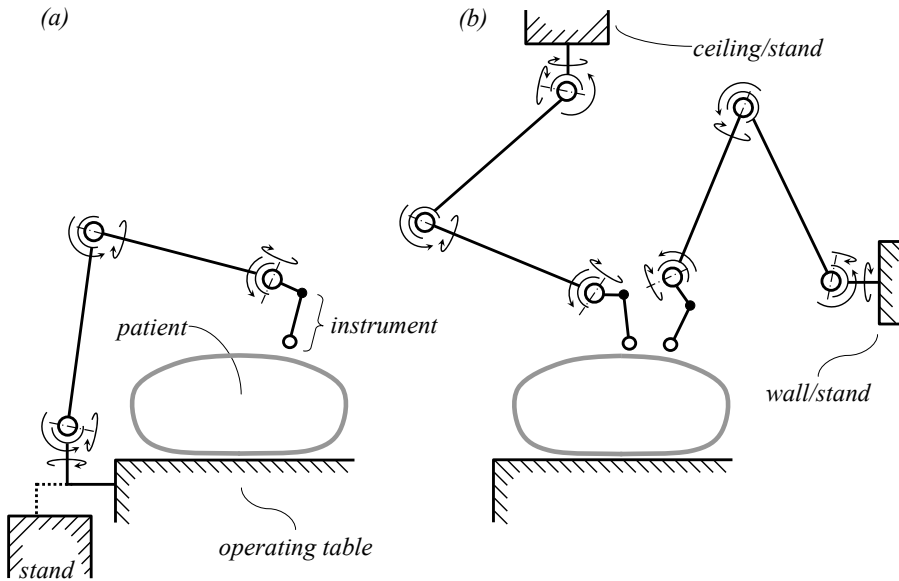 (a)
(b)
ceiling/stand
patient
instrument
wall/stand
operating table
stand